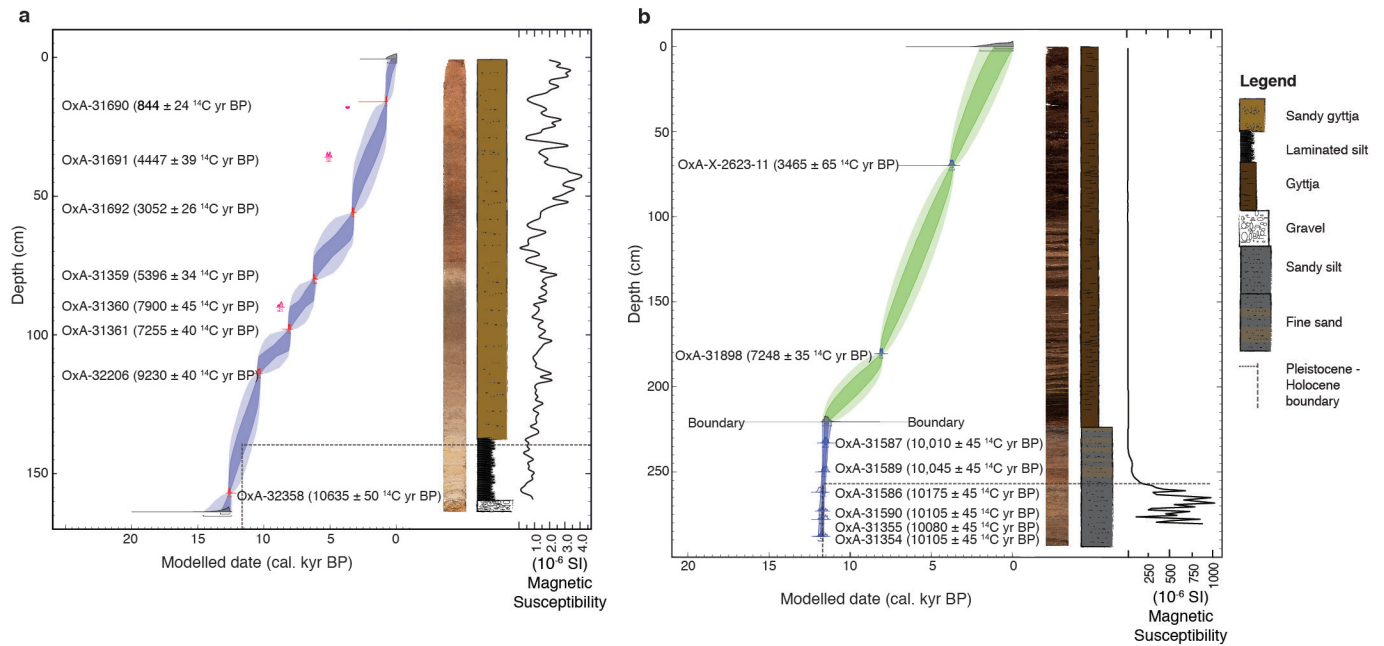 a
0
50
100
150
Depth (cm)
OxA-31690 (844 ± 24 ¹⁴C yr BP)
OxA-31691 (4447 ± 39 ¹⁴C yr BP)
OxA-31692 (3052 ± 26 ¹⁴C yr BP)
OxA-31359 (5396 ± 34 ¹⁴C yr BP)
OxA-31360 (7900 ± 45 ¹⁴C yr BP)
OxA-31361 (7255 ± 40 ¹⁴C yr BP)
OxA-32206 (9230 ± 40 ¹⁴C yr BP)
OxA-32358 (10635 ± 50 ¹⁴C yr BP)
20 15 10 5 0
Modelled date (cal. kyr BP)
1.0 2.0 3.0 4.0
(10⁻⁶ SI)
Magnetic
Susceptibility
b
0
50
100
150
200
250
Depth (cm)
OxA-X-2623-11 (3465 ± 65 ¹⁴C yr BP)
OxA-31898 (7248 ± 35 ¹⁴C yr BP)
Boundary Boundary
OxA-31587 (10,010 ± 45 ¹⁴C yr BP)
OxA-31589 (10,045 ± 45 ¹⁴C yr BP)
OxA-31586 (10175 ± 45 ¹⁴C yr BP)
OxA-31590 (10105 ± 45 ¹⁴C yr BP)
OxA-31355 (10080 ± 45 ¹⁴C yr BP)
OxA-31354 (10105 ± 45 ¹⁴C yr BP)
20 15 10 5 0
Modelled date (cal. kyr BP)
250 500 750 1000
(10⁻⁶ SI)
Magnetic
Susceptibility
Legend
Sandy gyttja
Laminated silt
Gyttja
Gravel
Sandy silt
Fine sand
Pleistocene -
Holocene
boundary